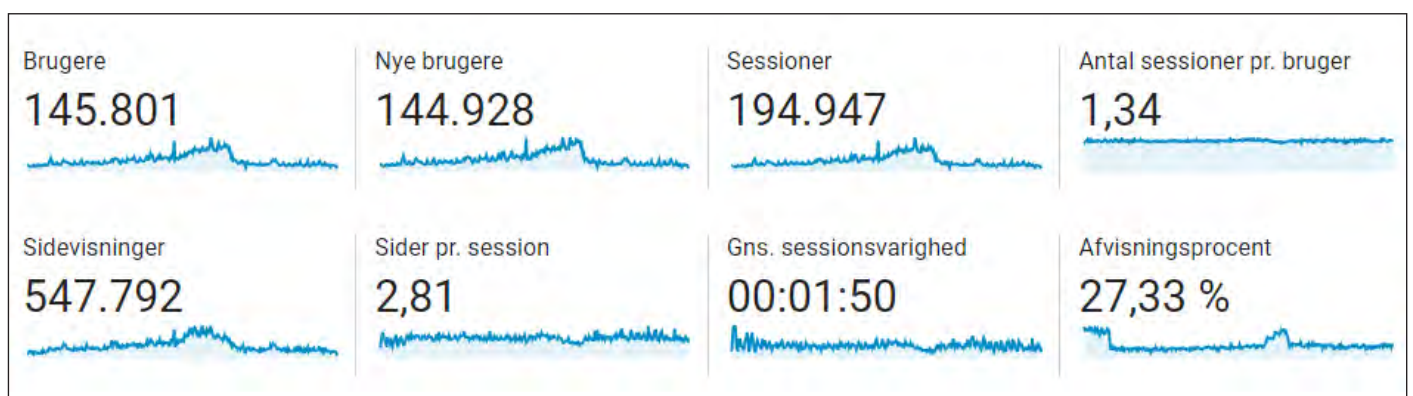 Brugere
145.801
Nye brugere
144.928
Sessioner
194.947
Antal sessioner pr. bruger
1,34
Sidevisninger
547.792
Sider pr. session
2,81
Gns. sessionsvarighed
00:01:50
Afvisningsprocent
27,33 %